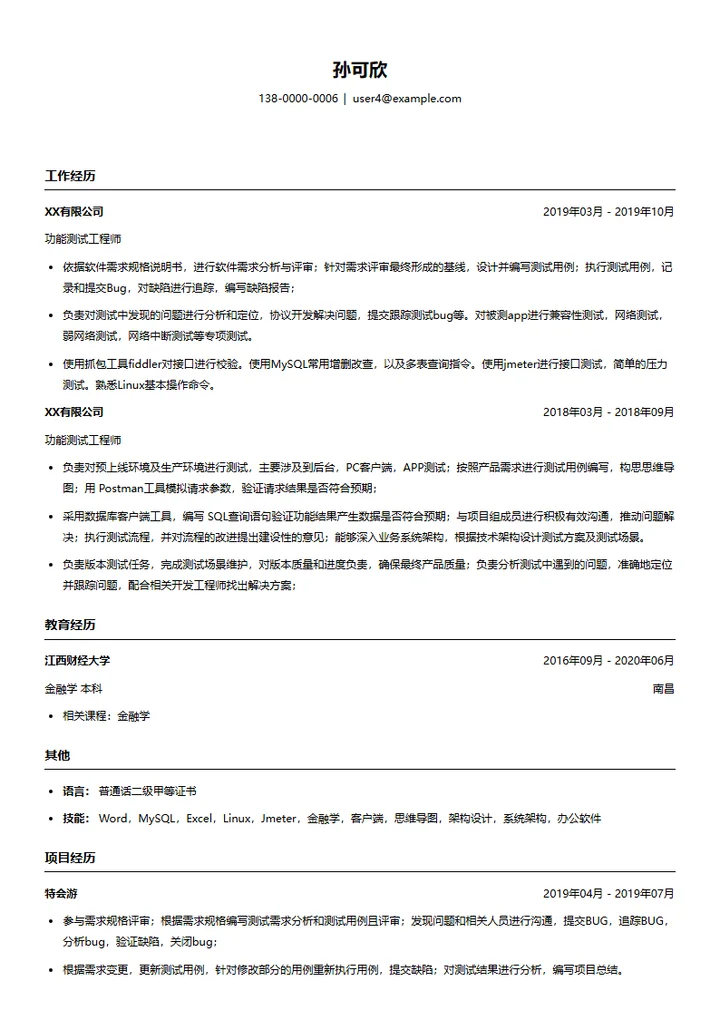 孙可欣
138-0000-0006 | user4@example.com
工作经历
XX有限公司 2019年03月 - 2019年10月
功能测试工程师
• 依据软件需求规格说明书，进行软件需求分析与评审；针对需求评审最终形成的基线，设计并编写测试用例；执行测试用例，记
录和提交Bug，对缺陷进行追踪，编写缺陷报告；
• 负责对测试中发现的问题进行分析和定位，协议开发解决问题，提交跟踪测试bug等。对被测app进行兼容性测试，网络测试，
弱网络测试，网络中断测试等专项测试。
• 使用抓包工具fiddler对接口进行校验。使用MySQL常用增删改查，以及多表查询指令。使用jmeter进行接口测试，简单的压力
测试。熟悉Linux基本操作命令。
XX有限公司 2018年03月 - 2018年09月
功能测试工程师
• 负责对预上线环境及生产环境进行测试，主要涉及到后台，PC客户端，APP测试；按照产品需求进行测试用例编写，构思思维导
图；用 Postman工具模拟请求参数，验证请求结果是否符合预期；
• 采用数据库客户端工具，编写 SQL查询语句验证功能结果产生数据是否符合预期；与项目组成员进行积极有效沟通，推动问题解
决；执行测试流程，并对流程的改进提出建设性的意见；能够深入业务系统架构，根据技术架构设计测试方案及测试场景。
• 负责版本测试任务，完成测试场景维护，对版本质量和进度负责，确保最终产品质量；负责分析测试中遇到的问题，准确地定位
并跟踪问题，配合相关开发工程师找出解决方案；
教育经历
江西财经大学 2016年09月 - 2020年06月
金融学 本科 南昌
• 相关课程：金融学
其他
• 语言： 普通话二级甲等证书
• 技能： Word，MySQL，Excel，Linux，Jmeter，金融学，客户端，思维导图，架构设计，系统架构，办公软件
项目经历
特会游 2019年04月 - 2019年07月
• 参与需求规格评审；根据需求规格编写测试需求分析和测试用例且评审；发现问题和相关人员进行沟通，提交BUG，追踪BUG，
分析bug，验证缺陷，关闭bug；
• 根据需求变更，更新测试用例，针对修改部分的用例重新执行用例，提交缺陷；对测试结果进行分析，编写项目总结。